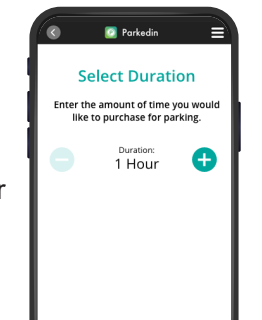 Parkedin
Select Duration
Enter the amount of time you would
like to purchase for parking.
Duration:
1 Hour
r